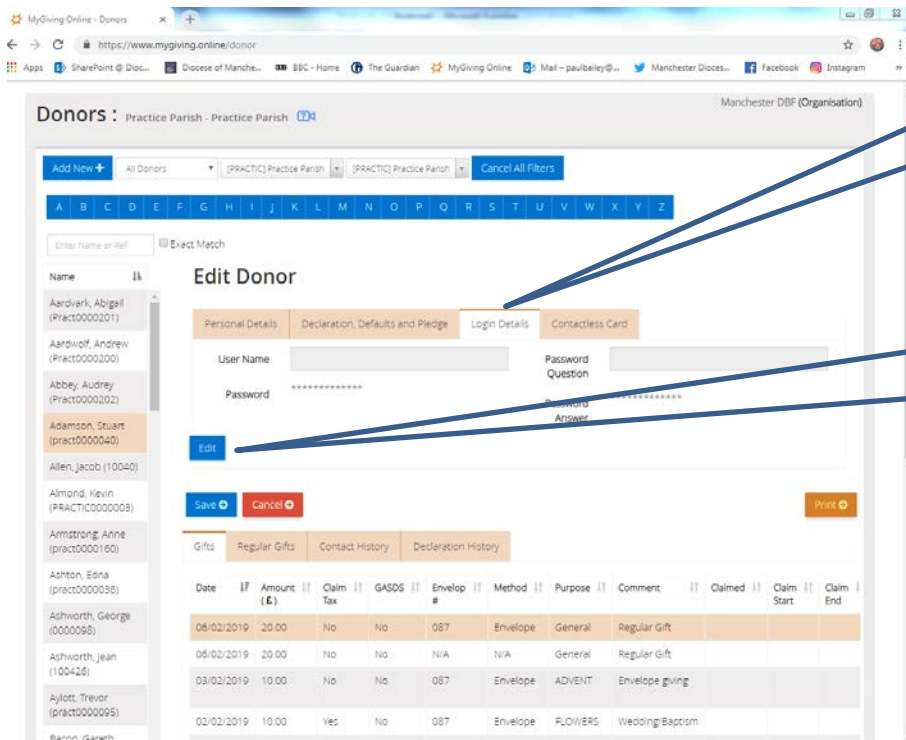 MyGiving Online - Donors × +
https://www.mygiving.online/donor
Apps SharePoint @ Dioc... Diocese of Manche... BBC BBC - Home The Guardian MyGiving Online Mail – paulbailey@... Manchester Dioces... Facebook Instagram »
Manchester DBF (Organisation)
Donors : Practice Parish - Practice Parish
Add New + All Donors [PRACTIC] Practice Parish [PRACTIC] Practice Parish Cancel All Filters
A B C D E F G H I J K L M N O P Q R S T U V W X Y Z
Enter Name or Ref Exact Match
Name
Edit Donor
Aardvark, Abigail
(Pract0000201)
Aardwolf, Andrew
(Pract0000200)
Abbey, Audrey
(Pract0000202)
Adamson, Stuart
(pract0000040)
Allen, Jacob (10040)
Almond, Kevin
(PRACTIC0000003)
Armstrong, Anne
(pract0000160)
Ashton, Edna
(pract0000036)
Ashworth, George
(0000098)
Ashworth, Jean
(100426)
Aylott, Trevor
(pract0000095)
Bacon, Gareth
Personal Details Declaration, Defaults and Pledge Login Details Contactless Card
User Name
Password
Question
Password *************
Password
Answer
*************
Edit
Save Cancel Print
Gifts Regular Gifts Contact History Declaration History
Date Amount (£) Claim Tax GASDS Envelop # Method Purpose Comment Claimed Claim Start Claim End
06/02/2019 20.00 No No 087 Envelope General Regular Gift
06/02/2019 20.00 No No N/A N/A General Regular Gift
03/02/2019 10.00 No No 087 Envelope ADVENT Envelope giving
02/02/2019 10.00 Yes No 087 Envelope FLOWERS Wedding/Baptism